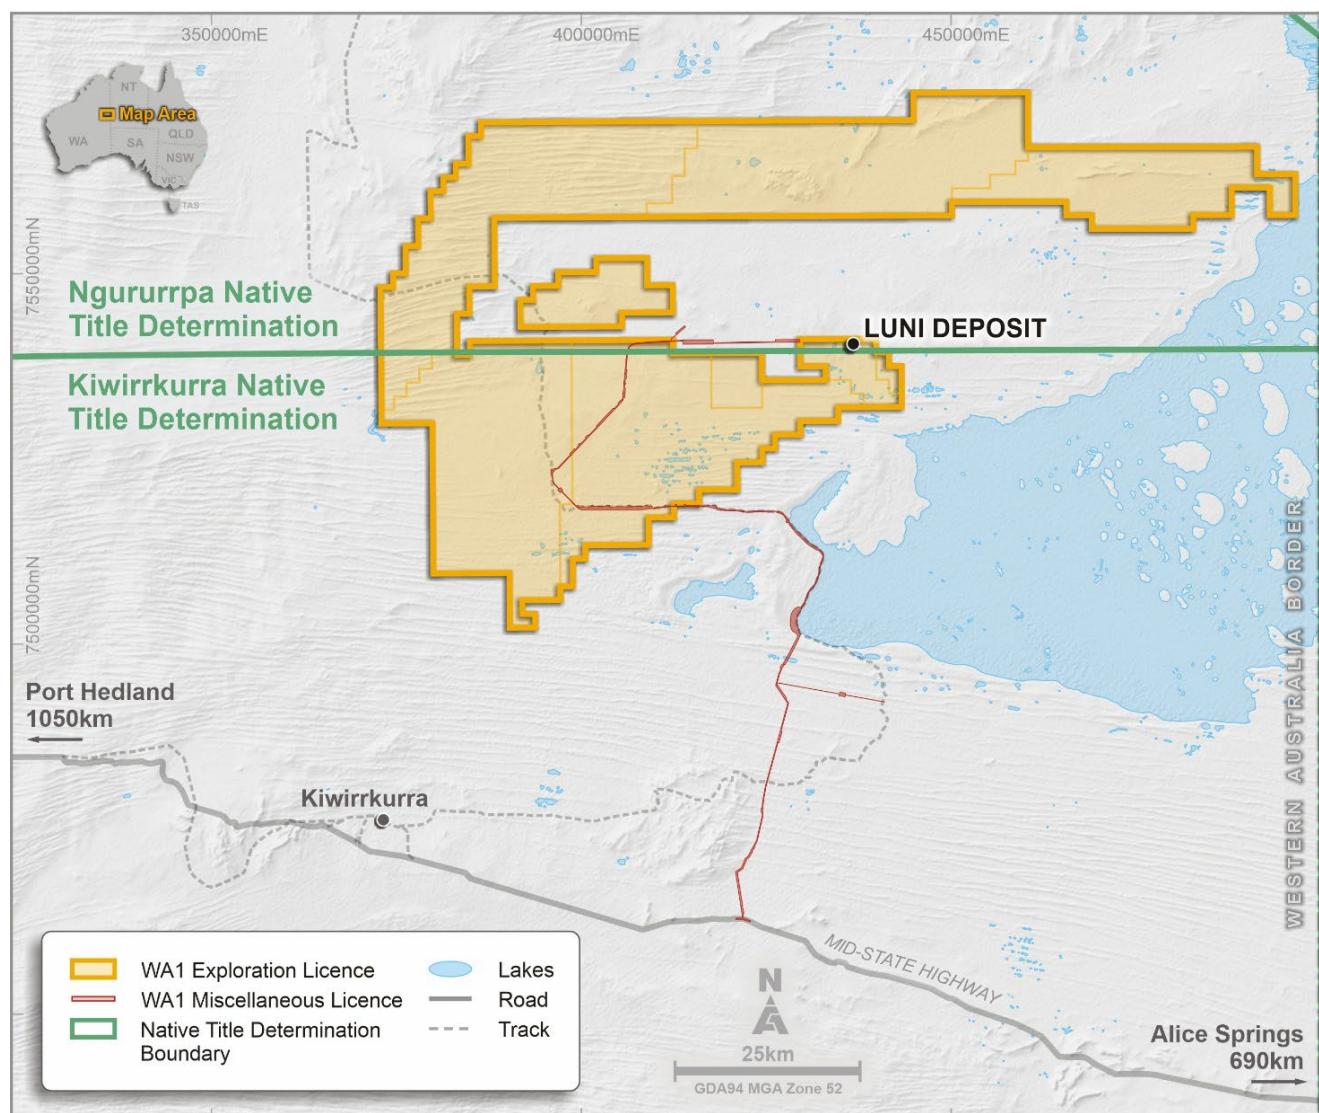 350000mE
400000mE
450000mE
NT
Map Area
WA
SA
QLD
NSW
VIC
TAS
7550000mN
Ngururrpa Native
Title Determination
LUNI DEPOSIT
Kiwirrkurra Native
Title Determination
7500000mN
WESTERN AUSTRALIA BORDER
Port Hedland
1050km
Kiwirrkurra
MID-STATE HIGHWAY
WA1 Exploration Licence
WA1 Miscellaneous Licence
Native Title Determination
Boundary
Lakes
Road
Track
N
25km
GDA94 MGA Zone 52
Alice Springs
690km